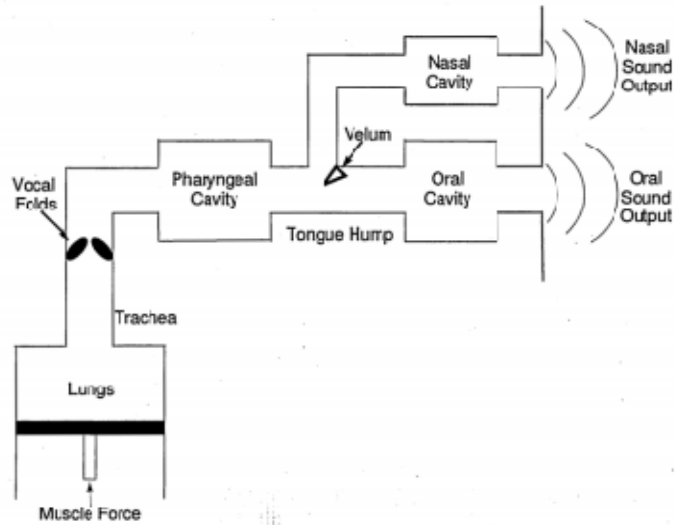 Nasal
Sound
Output
Nasal
Cavity
Velum
Vocal
Folds
Pharyngeal
Cavity
Oral
Cavity
Oral
Sound
Output
Tongue Hump
Trachea
Lungs
Muscle Force